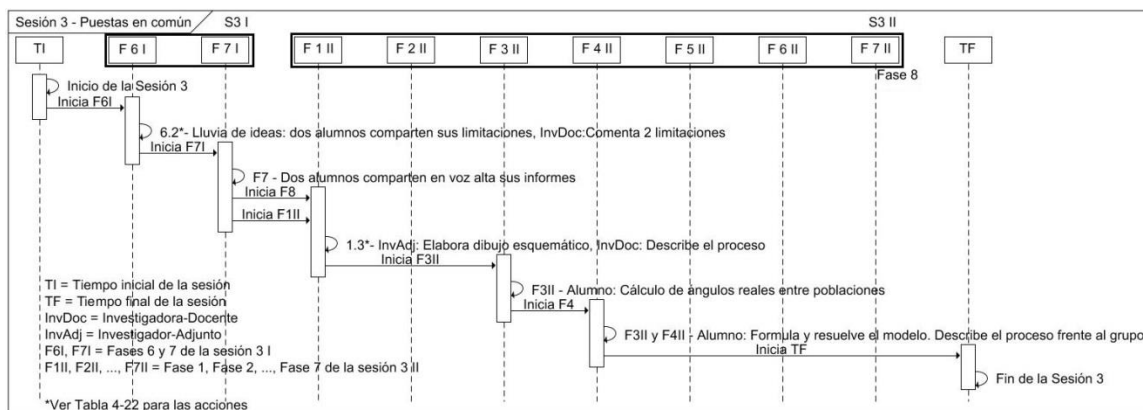 Sesión 3 - Puestas en común
S3 I
S3 II
TI
F 6 I
F 7 I
F 1 II
F 2 II
F 3 II
F 4 II
F 5 II
F 6 II
F 7 II
TF
Fase 8
Inicio de la Sesión 3
Inicia F6I
6.2*- Lluvia de ideas: dos alumnos comparten sus limitaciones, InvDoc:Comenta 2 limitaciones
Inicia F7I
F7 - Dos alumnos comparten en voz alta sus informes
Inicia F8
Inicia F1II
1.3*- InvAdj: Elabora dibujo esquemático, InvDoc: Describe el proceso
Inicia F3II
F3II - Alumno: Cálculo de ángulos reales entre poblaciones
Inicia F4
F3II y F4II - Alumno: Formula y resuelve el modelo. Describe el proceso frente al grupo
Inicia TF
Fin de la Sesión 3
TI = Tiempo inicial de la sesión
TF = Tiempo final de la sesión
InvDoc = Investigadora-Docente
InvAdj = Investigador-Adjunto
F6I, F7I = Fases 6 y 7 de la sesión 3 I
F1II, F2II, ..., F7II = Fase 1, Fase 2, ..., Fase 7 de la sesión 3 II
*Ver Tabla 4-22 para las acciones